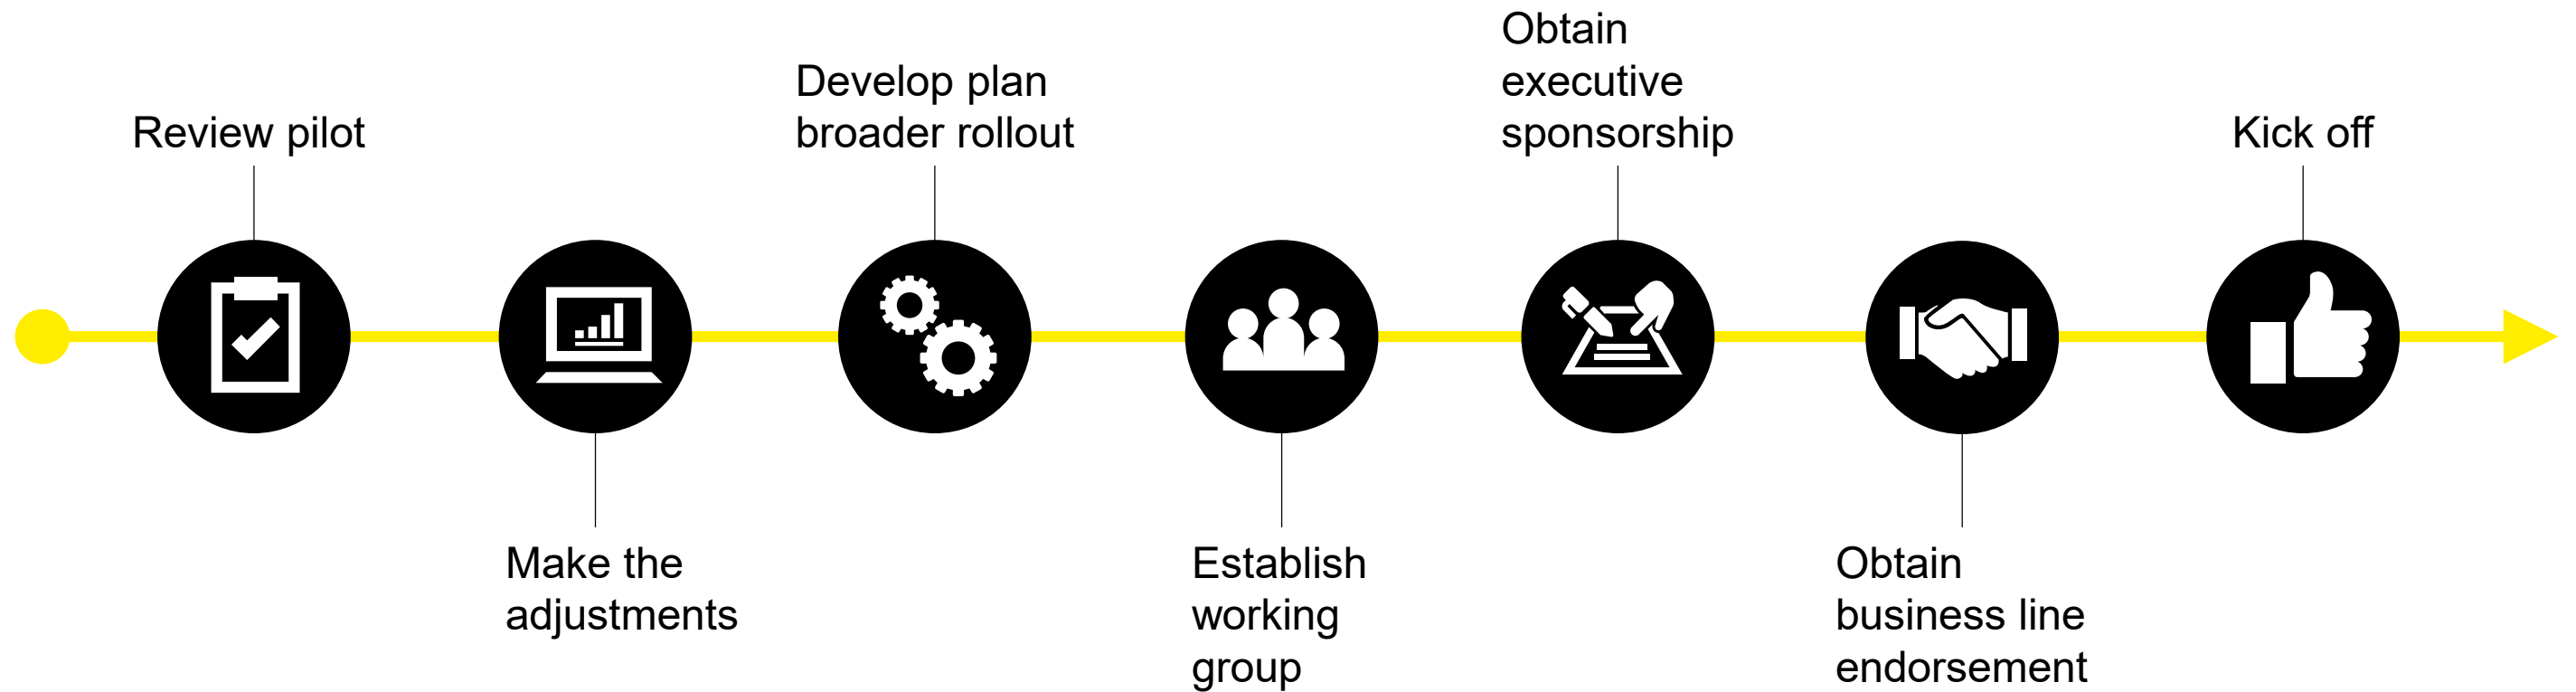 Review pilot
Make the
adjustments
Develop plan
broader rollout
Establish
working
group
Obtain
executive
sponsorship
Obtain
business line
endorsement
Kick off